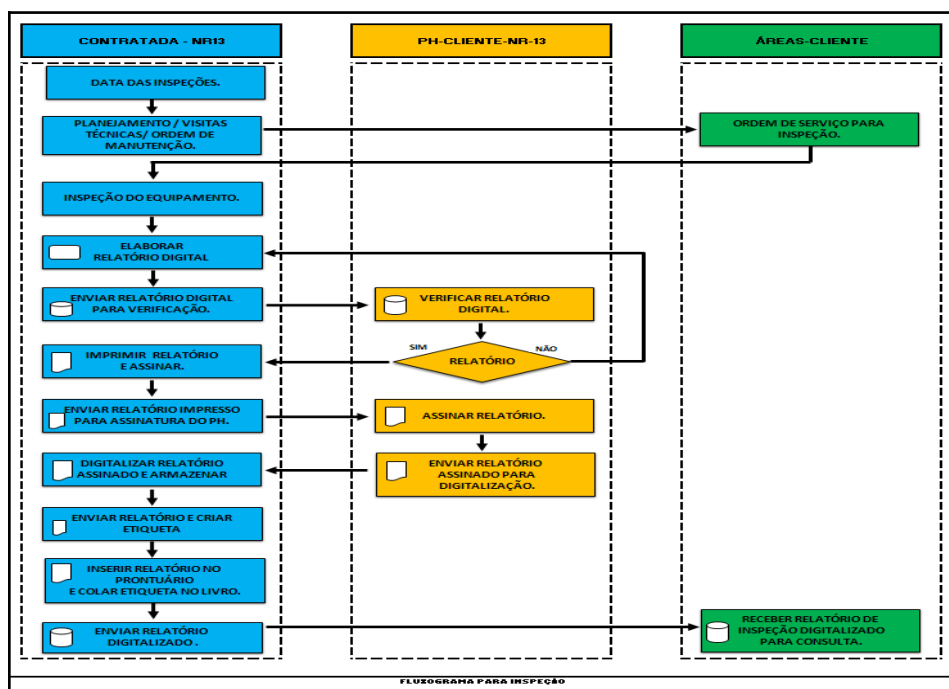 CONTRATADA - NR13
PH-CLIENTE-NR-13
ÁREAS-CLIENTE
DATA DAS INSPEÇÕES.
PLANEJAMENTO / VISITAS
TÉCNICAS/ ORDEM DE
MANUTENÇÃO.
ORDEM DE SERVIÇO PARA
INSPEÇÃO.
INSPEÇÃO DO EQUIPAMENTO.
ELABORAR
RELATÓRIO DIGITAL
ENVIAR RELATÓRIO DIGITAL
PARA VERIFICAÇÃO.
VERIFICAR RELATÓRIO
DIGITAL.
SIM
NÃO
RELATÓRIO
IMPRIMIR RELATÓRIO
E ASSINAR.
ENVIAR RELATÓRIO IMPRESSO
PARA ASSINATURA DO PH.
ASSINAR RELATÓRIO.
DIGITALIZAR RELATÓRIO
ASSINADO E ARMAZENAR
ENVIAR RELATÓRIO
ASSINADO PARA
DIGITALIZAÇÃO.
ENVIAR RELATÓRIO E CRIAR
ETIQUETA
INSERIR RELATÓRIO NO
PRONTUÁRIO
E COLAR ETIQUETA NO LIVRO.
ENVIAR RELATÓRIO
DIGITALIZADO .
RECEBER RELATÓRIO DE
INSPEÇÃO DIGITALIZADO
PARA CONSULTA.
FLUXOGRAMA PARA INSPEÇÃO